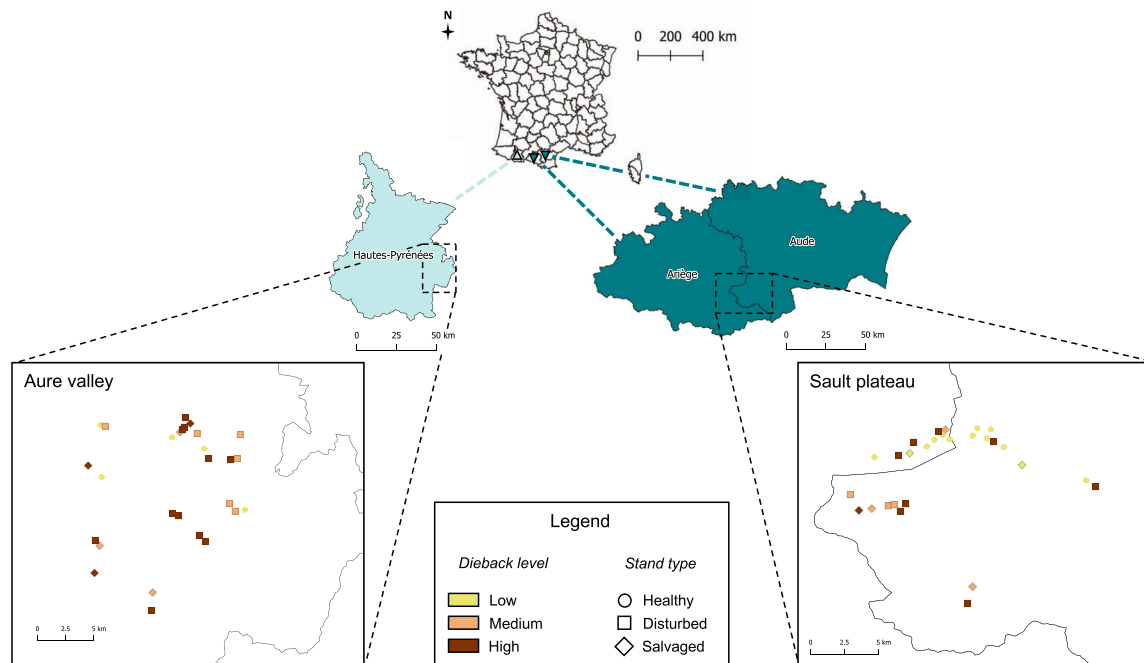 N
0 200 400 km
Hautes-Pyrénées
Aude
Ariège
0 25 50 km
0 25 50 km
Aure valley
Sault plateau
Legend
Dieback level
Stand type
Low
Healthy
Medium
Disturbed
High
Salvaged
0 2.5 5 km
0 2.5 5 km